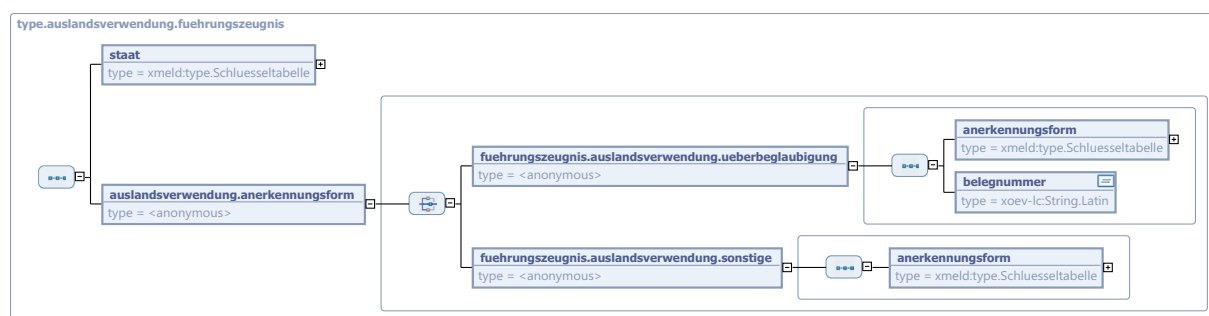 type.auslandsverwendung.fuehrungszeugnis
staat
type = xmeld:type.Schluesseltabelle
auslandsverwendung.anerkennungsform
type = <anonymous>
fuehrungszeugnis.auslandsverwendung.ueberbeglaubigung
type = <anonymous>
anerkennungsform
type = xmeld:type.Schluesseltabelle
belegnummer
type = xoev-lc:String.Latin
fuehrungszeugnis.auslandsverwendung.sonstige
type = <anonymous>
anerkennungsform
type = xmeld:type.Schluesseltabelle